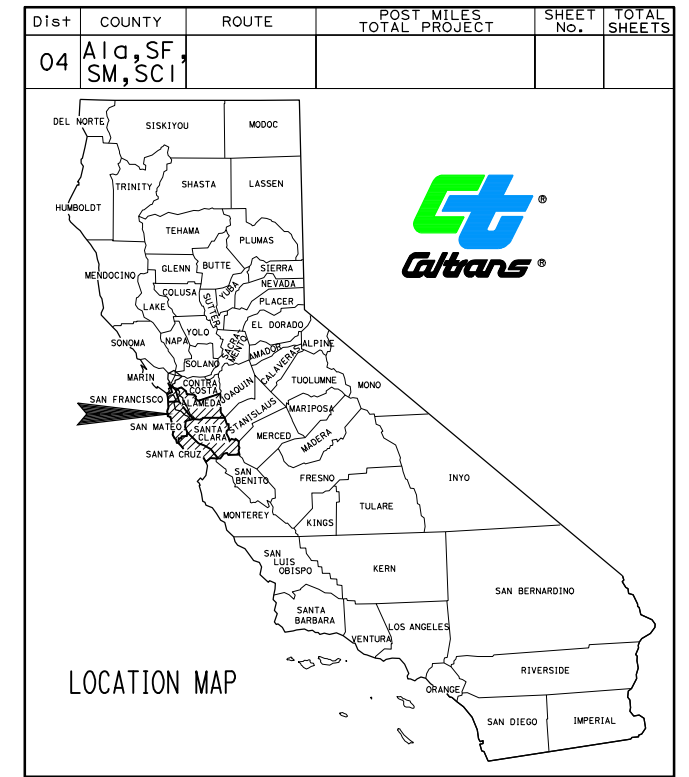 Dist COUNTY ROUTE POST MILES TOTAL PROJECT SHEET No. TOTAL SHEETS
04 Ala,SF, SM,SCl
DEL NORTE
SISKIYOU
MODOC
TRINITY
SHASTA
LASSEN
HUMBOLDT
TEHAMA
PLUMAS
MENDOCINO
GLENN
BUTTE
SIERRA
NEVADA
YUBA
COLUSA
SUTTER
PLACER
LAKE
EL DORADO
YOLO
SONOMA
NAPA
SACRA-
MENTO
AMADOR
ALPINE
SOLANO
CALAVERAS
MARIN
CONTRA
COSTA
JOAQUIN
TUOLUMNE
MONO
SAN FRANCISCO
ALAMEDA
STANISLAUS
MARIPOSA
SAN MATEO
SANTA
CLARA
MERCED
MADERA
SANTA CRUZ
SAN
BENITO
FRESNO
INYO
MONTEREY
KINGS
TULARE
SAN
LUIS
OBISPO
KERN
SAN BERNARDINO
SANTA
BARBARA
VENTURA
LOS ANGELES
RIVERSIDE
ORANGE
SAN DIEGO
IMPERIAL
ct ®
Caltrans ®
LOCATION MAP